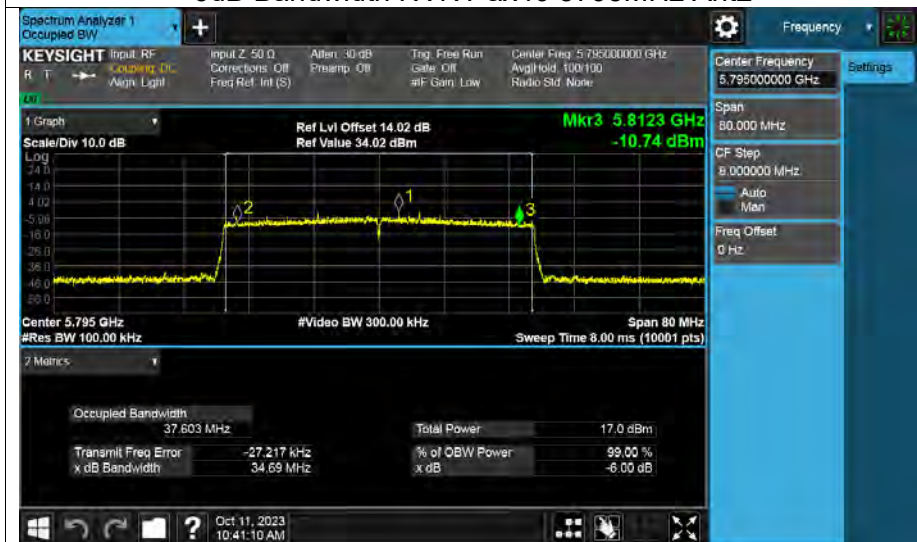 Spectrum Analyzer 1
Occupied BW
Frequency
KEYSIGHT Input: RF
Coupling: DC
Align: Light
R T
Input Z: 50 Ω
Corrections: Off
Freq Ref: Int (S)
Atten: 30 dB
Preamp: Off
Trig: Free Run
Gate: Off
#IF Gain: Low
Center Freq: 5.795000000 GHz
Avg|Hold: 100/100
Radio Std: None
Center Frequency
5.795000000 GHz
Settings
Span
80.000 MHz
CF Step
8.000000 MHz
Auto
Man
Freq Offset
0 Hz
1 Graph
Scale/Div 10.0 dB
Ref Lvl Offset 14.02 dB
Ref Value 34.02 dBm
Mkr3 5.8123 GHz
-10.74 dBm
Log
24.0
14.0
4.02
-5.98
-16.0
-26.0
-36.0
-46.0
-56.0
2
1
3
Center 5.795 GHz
#Res BW 100.00 kHz
#Video BW 300.00 kHz
Span 80 MHz
Sweep Time 8.00 ms (10001 pts)
2 Metrics
Occupied Bandwidth
37.603 MHz
Total Power 17.0 dBm
Transmit Freq Error -27.217 kHz
% of OBW Power 99.00 %
x dB Bandwidth 34.69 MHz
x dB -6.00 dB
Oct 11, 2023
10:41:10 AM